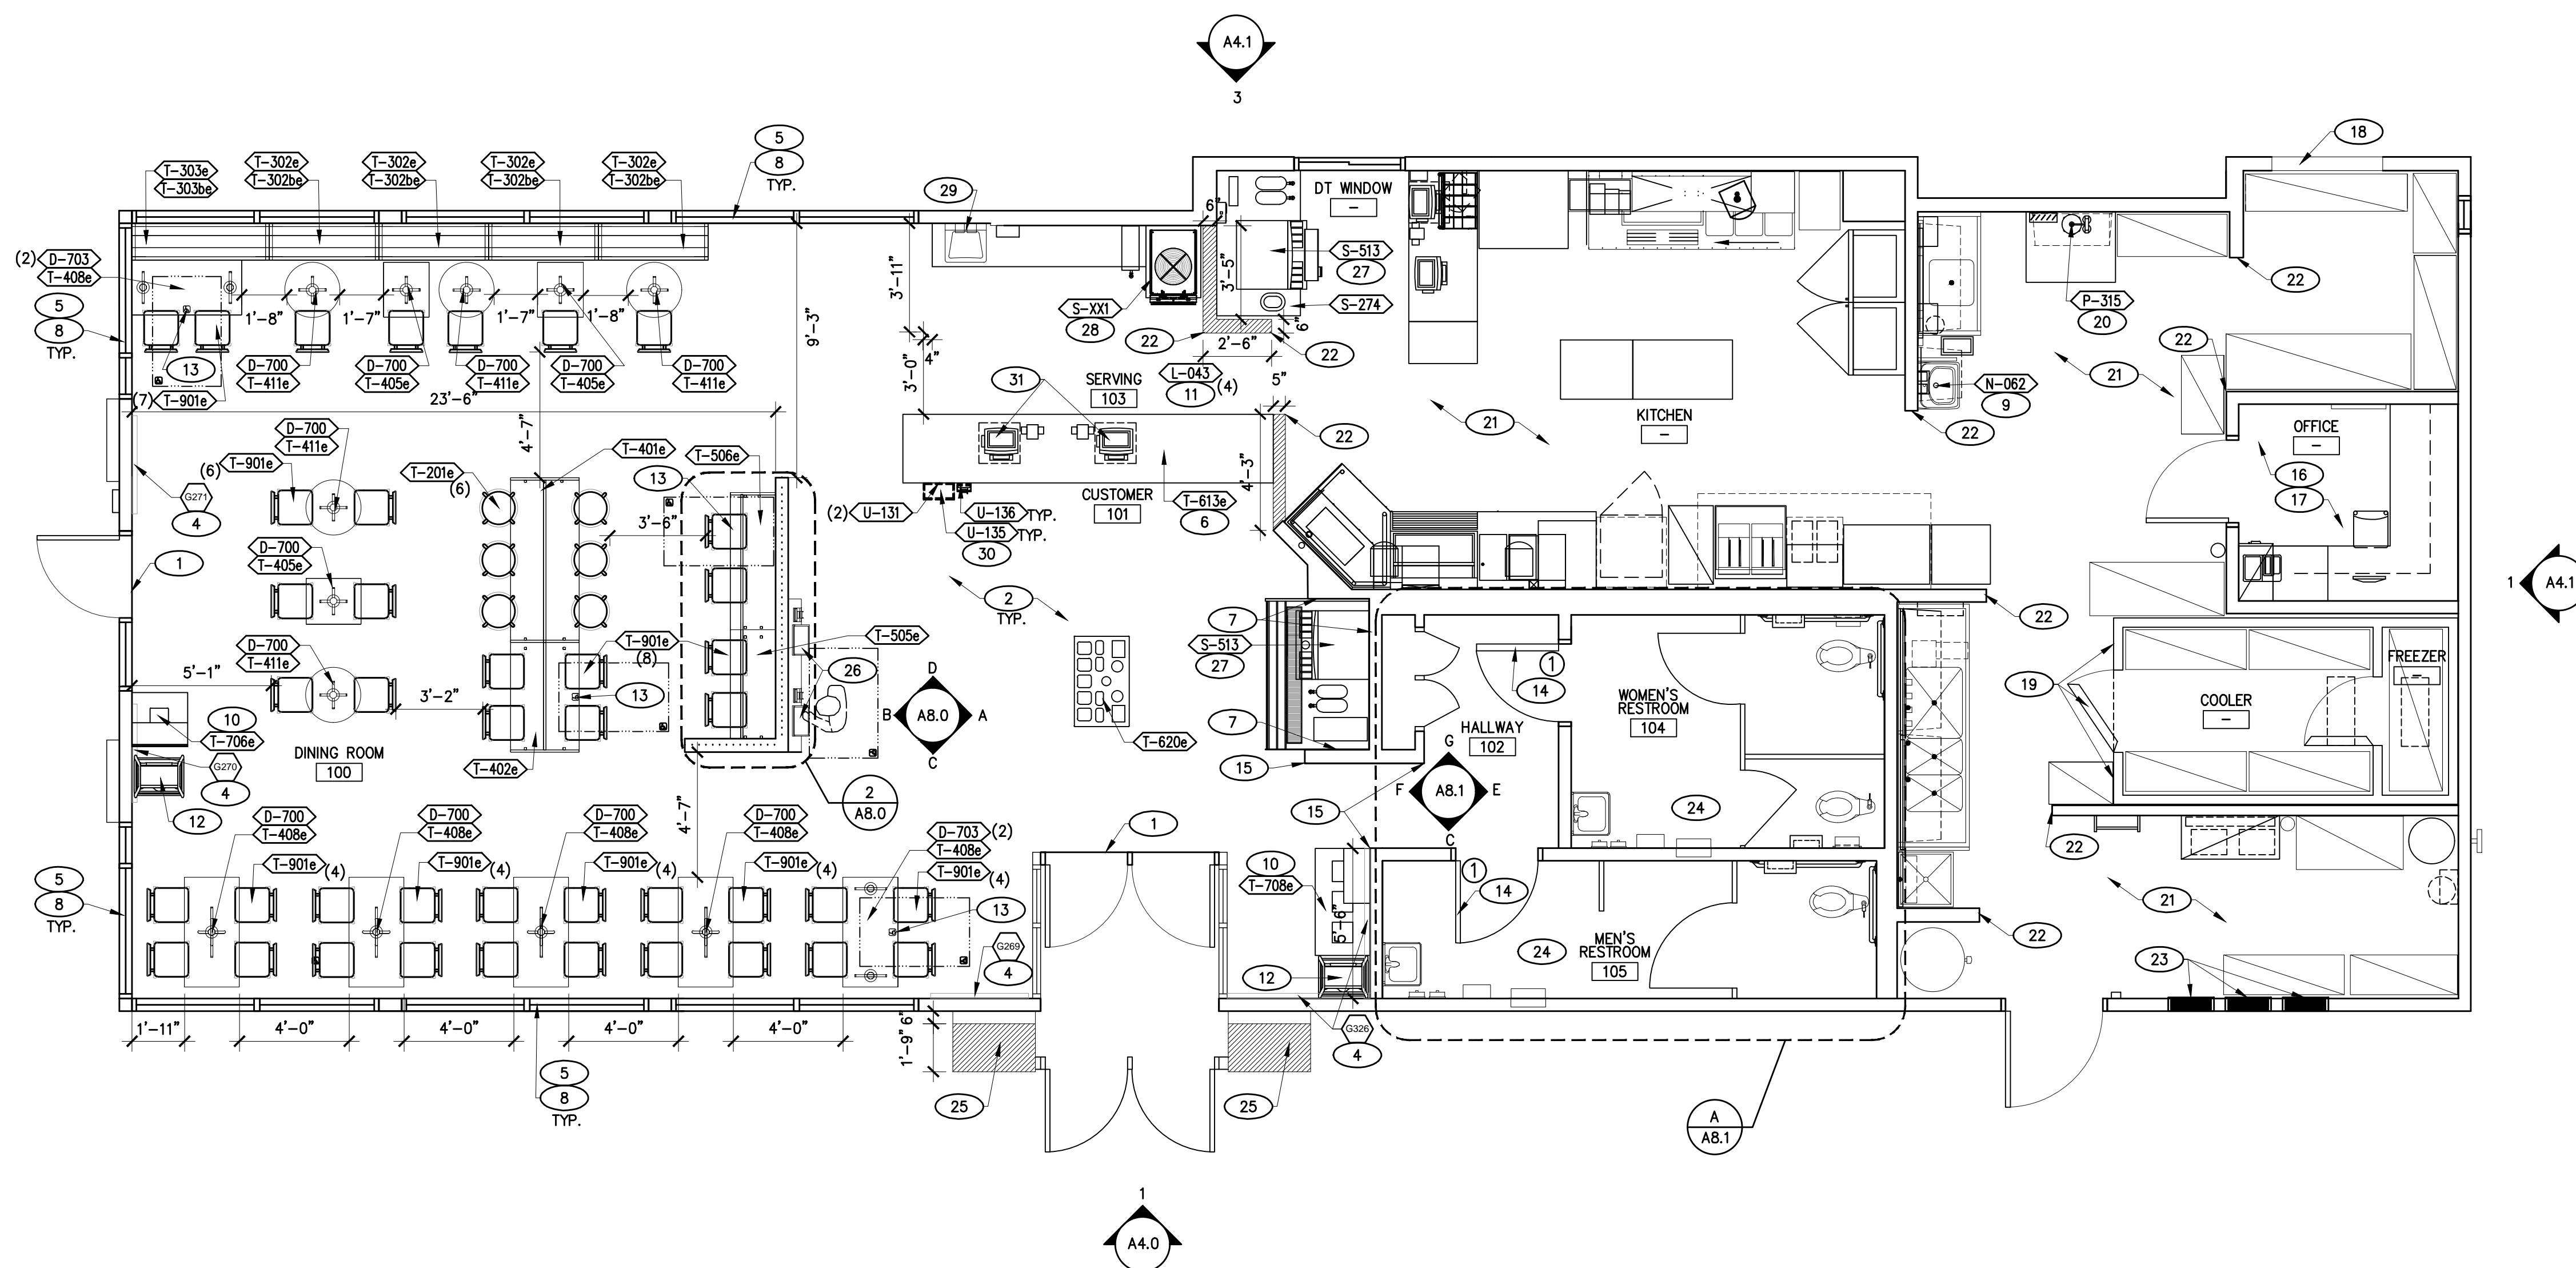 A4.1
3
5
8
TYP.
18
T-303e
T-303be
T-302e
T-302be
T-302e
T-302be
T-302e
T-302be
T-302e
T-302be
29
6"
DT WINDOW
-
(2) D-703
T-408e
5
8
TYP.
1'-8"
1'-7"
1'-7"
1'-8"
3'-11"
9'-3"
S-XX1
28
3'-5"
S-513
27
S-274
6"
22
2'-6"
22
P-315
20
22
22
13
D-700
T-411e
D-700
T-405e
D-700
T-411e
D-700
T-405e
D-700
T-411e
4"
3'-0"
31
SERVING
103
L-043
11 (4)
5"
21
N-062
9
(7) T-901e
23'-6"
4'-7"
D-700
T-411e
(6) T-901e
T-201e
(6)
T-401e
T-506e
13
22
21
KITCHEN
-
22
OFFICE
-
16
17
G271
4
3'-6"
CUSTOMER
101
4'-3"
(2) U-131
U-136 TYP.
U-135 TYP.
30
T-613e
6
D-700
T-405e
1
2
TYP.
1
A4.1
7
22
D-700
T-411e
T-901e
(8)
T-505e
S-513
27
1
14
5'-1"
3'-2"
13
26
D
B
A8.0
A
C
WOMEN'S
RESTROOM
104
FREEZER
19
COOLER
-
10
T-706e
DINING ROOM
100
G270
4
T-402e
T-620e
7
HALLWAY
102
15
G
F
A8.1
E
C
12
2
A8.0
15
24
22
4'-7"
D-700
T-408e
D-700
T-408e
D-700
T-408e
D-700
T-408e
D-703 (2)
T-408e
1
T-901e
(4)
T-901e
(4)
T-901e
(4)
T-901e
(4)
T-901e
(4)
10
T-708e
1
14
5
8
TYP.
13
G269
4
5'-6"
12
24
MEN'S
RESTROOM
105
21
22
23
1'-11"
4'-0"
4'-0"
4'-0"
4'-0"
6"
1'-9"
G326
4
5
8
TYP.
25
25
A
A8.1
1
A4.0